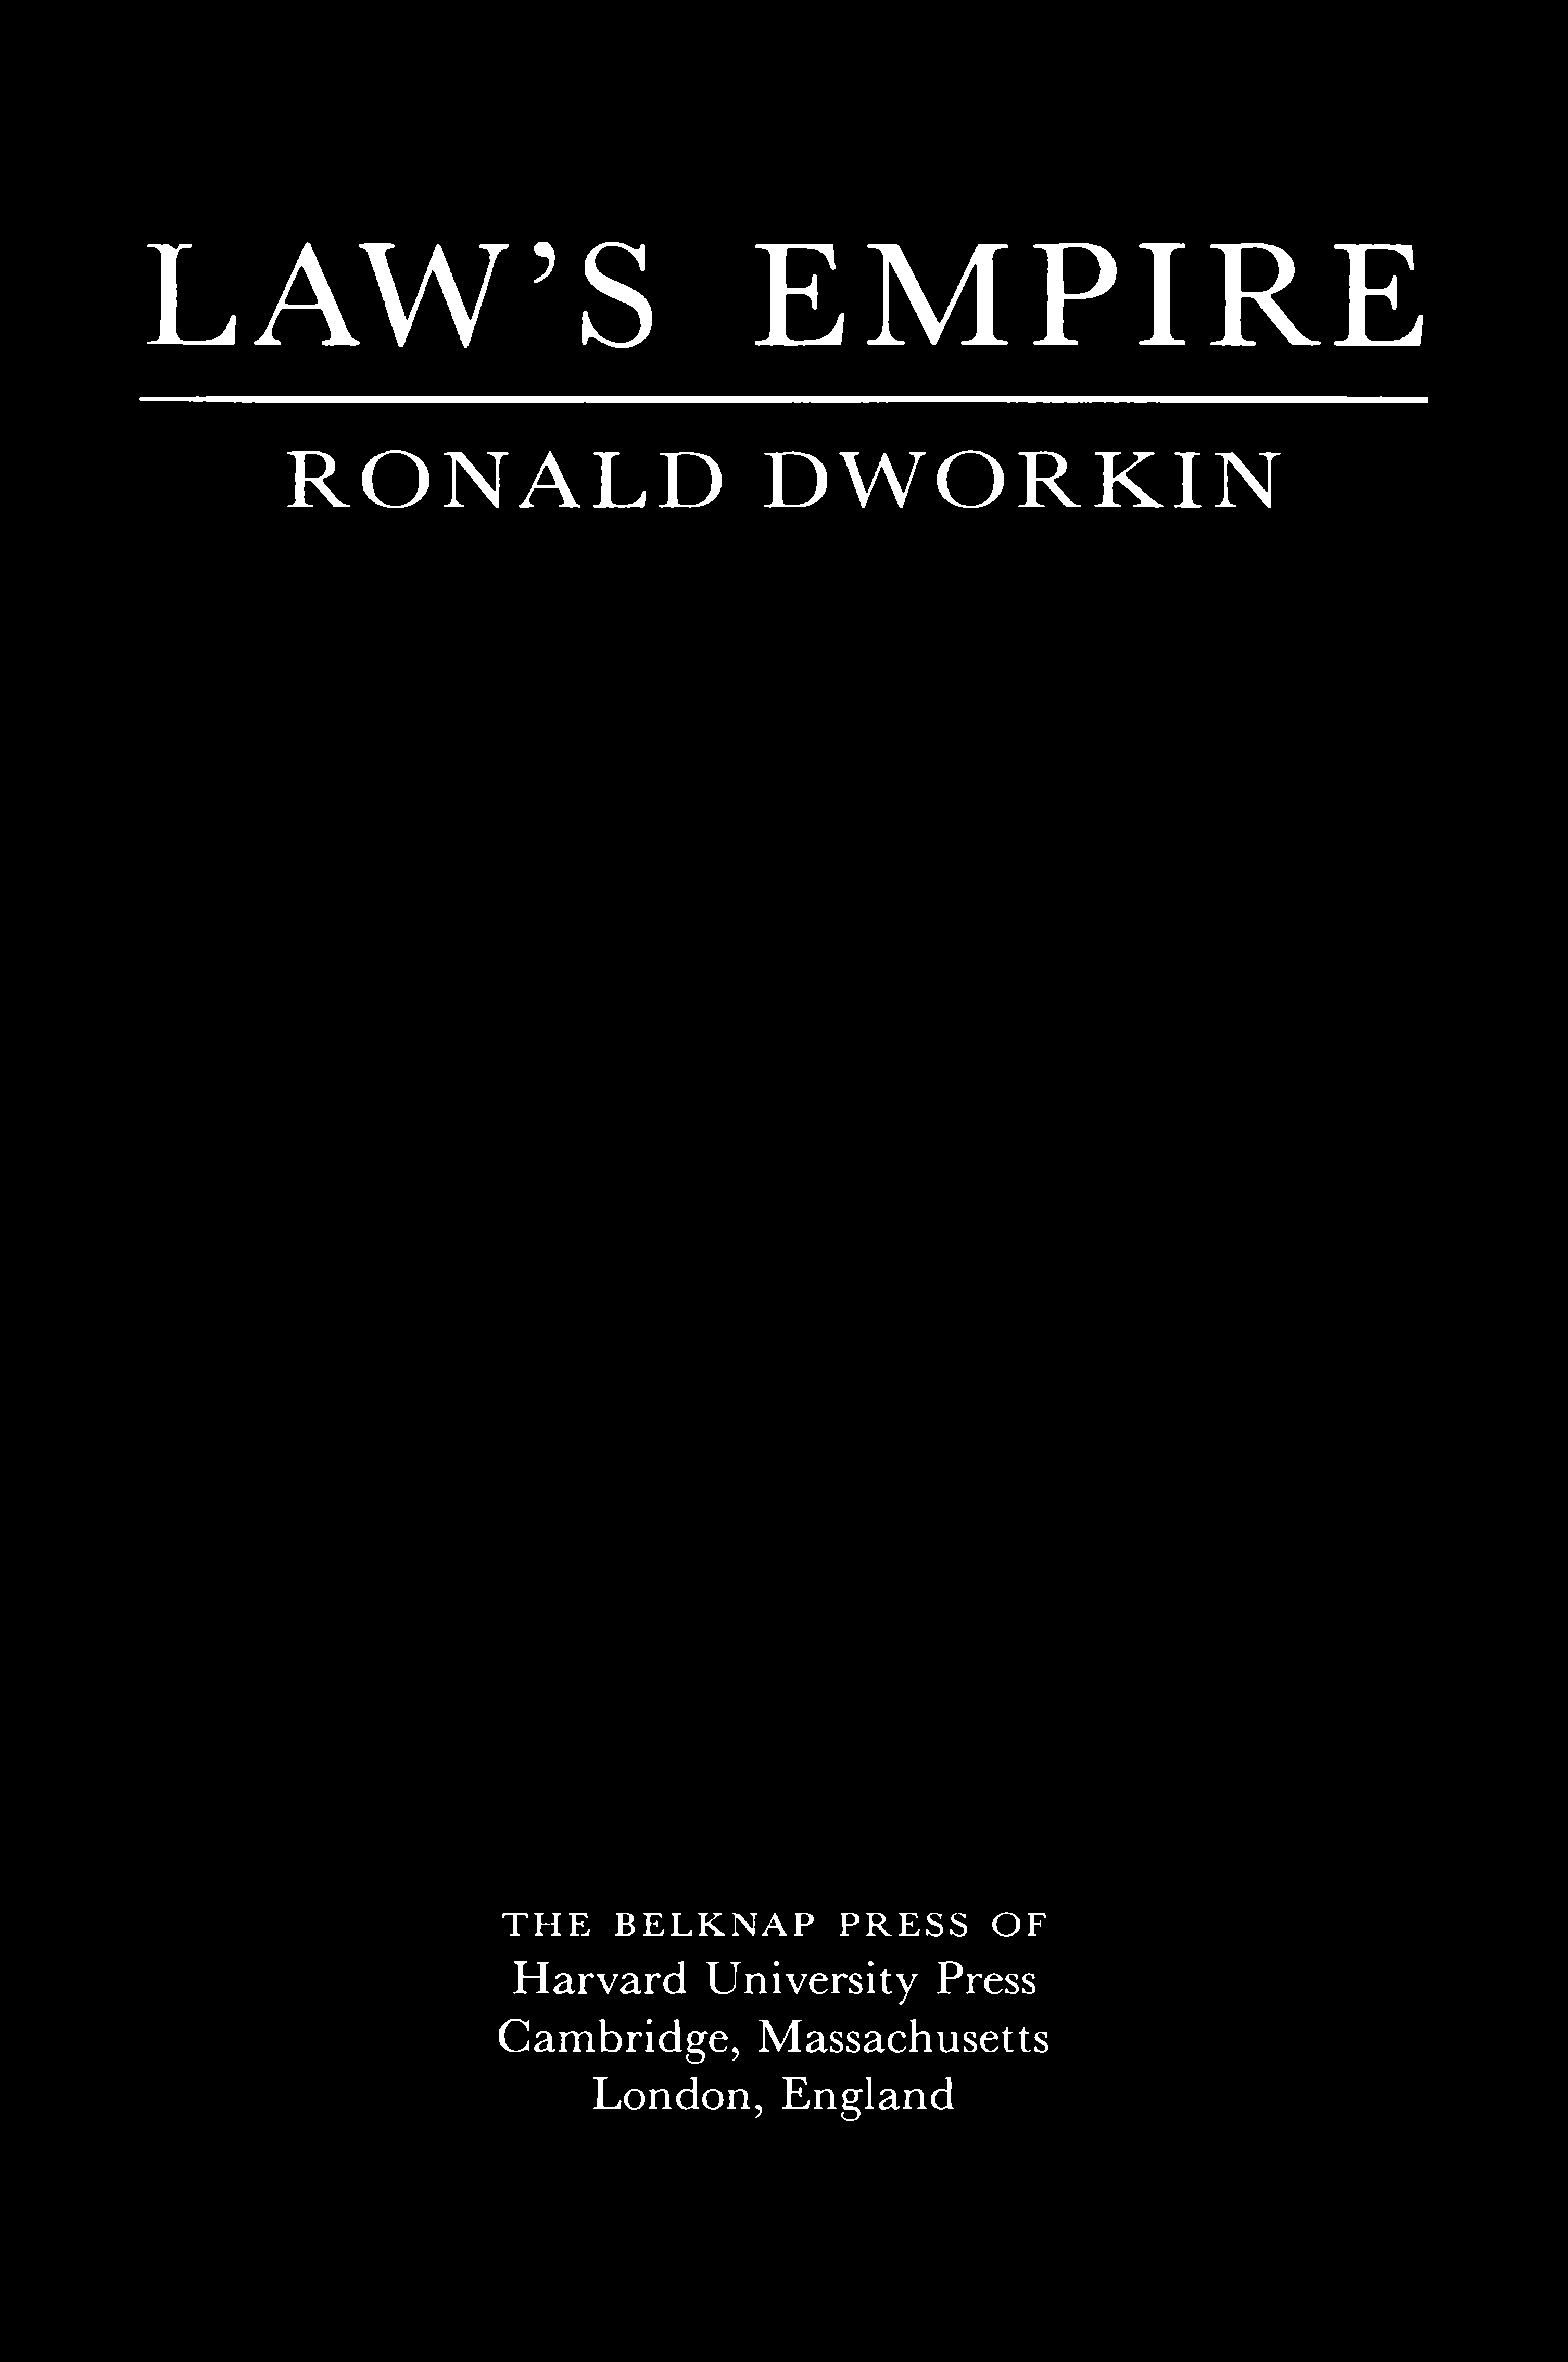 LAW'S EMPIRE
RONALD DWORKIN
THE BELKNAP PRESS OF
Harvard University Press
Cambridge, Massachusetts
London, England